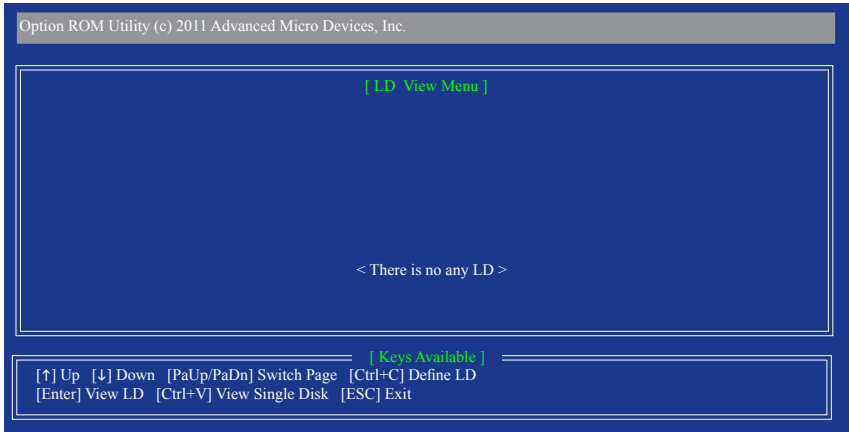 Option ROM Utility (c) 2011 Advanced Micro Devices, Inc.
[ LD View Menu ]
< There is no any LD >
[ Keys Available ]
[↑] Up [↓] Down [PaUp/PaDn] Switch Page [Ctrl+C] Define LD
[Enter] View LD [Ctrl+V] View Single Disk [ESC] Exit